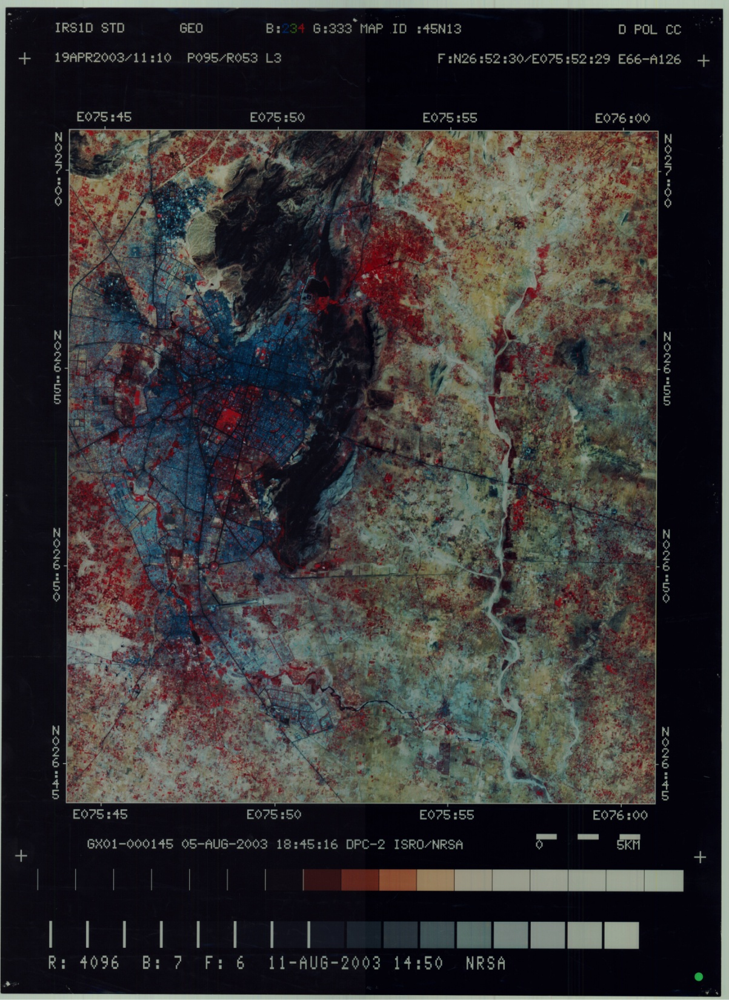 IRS1D STD GEO B:234 G:333 MAP ID :45N13 D POL CC
19APR2003/11:10 P095/R053 L3 F:N26:52:30/E075:52:29 E66-A126
E075:45 E075:50 E075:55 E076:00
N027:00 N027:00
N026:55 N026:55
N026:50 N026:50
N026:45 N026:45
E075:45 E075:50 E075:55 E076:00
GX01-000145 05-AUG-2003 18:45:16 DPC-2 ISRO/NRSA 0 5KM
R: 4096 B: 7 F: 6 11-AUG-2003 14:50 NRSA